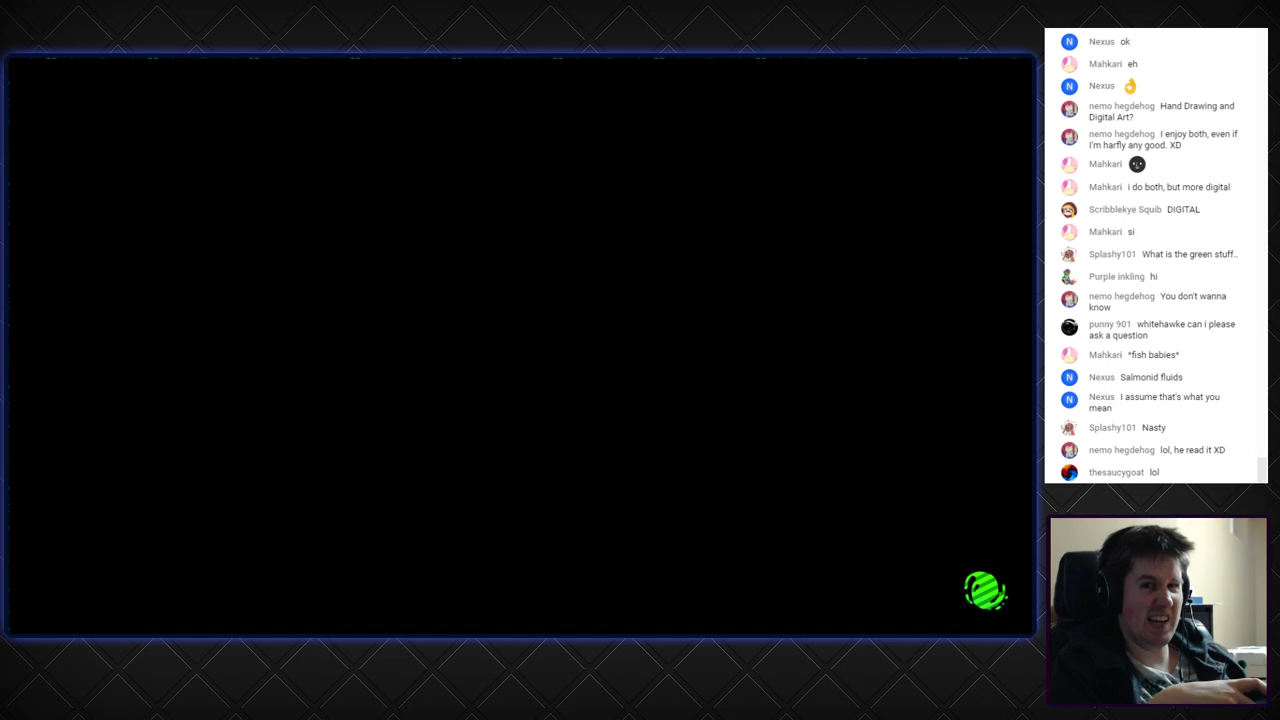 Nexus ok
Mahkari eh
Nexus 👌
nemo hegdehog Hand Drawing and
Digital Art?
nemo hegdehog I enjoy both, even if
I'm harfly any good. XD
Mahkari 🌚
Mahkari i do both, but more digital
Scribblekye Squib DIGITAL
Mahkari si
Splashy101 What is the green stuff..
Purple inkling hi
nemo hegdehog You don't wanna
know
punny 901 whitehawke can i please
ask a question
Mahkari *fish babies*
N Nexus Salmonid fluids
N Nexus I assume that's what you
mean
Splashy101 Nasty
nemo hegdehog lol, he read it XD
thesaucygoat lol